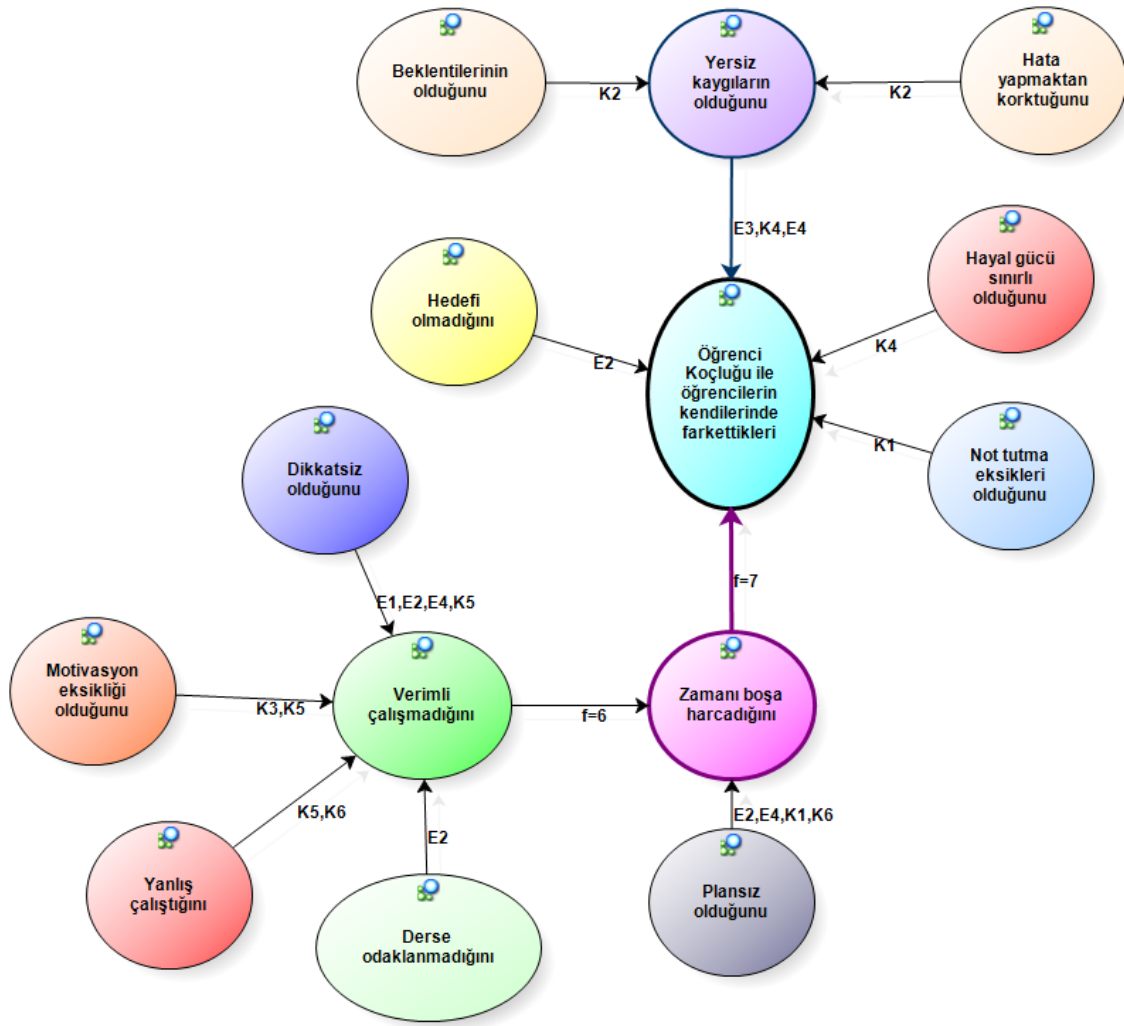 Beklentilerinin
olduğunu
K2
Yersiz
kaygıların
olduğunu
K2
Hata
yapmaktan
korktuğunu
E3,K4,E4
Hedefi
olmadığını
E2
Hayal gücü
sınırlı
olduğunu
K4
Öğrenci
Koçluğu ile
öğrencilerin
kendilerinde
farkettikleri
K1
Not tutma
eksikleri
olduğunu
Dikkatsiz
olduğunu
E1,E2,E4,K5
f=7
Motivasyon
eksikliği
olduğunu
K3,K5
Verimli
çalışmadığını
f=6
Zamanı boşa
harcadığını
K5,K6
E2
E2,E4,K1,K6
Yanlış
çalıştığını
Derse
odaklanmadığını
Plansız
olduğunu